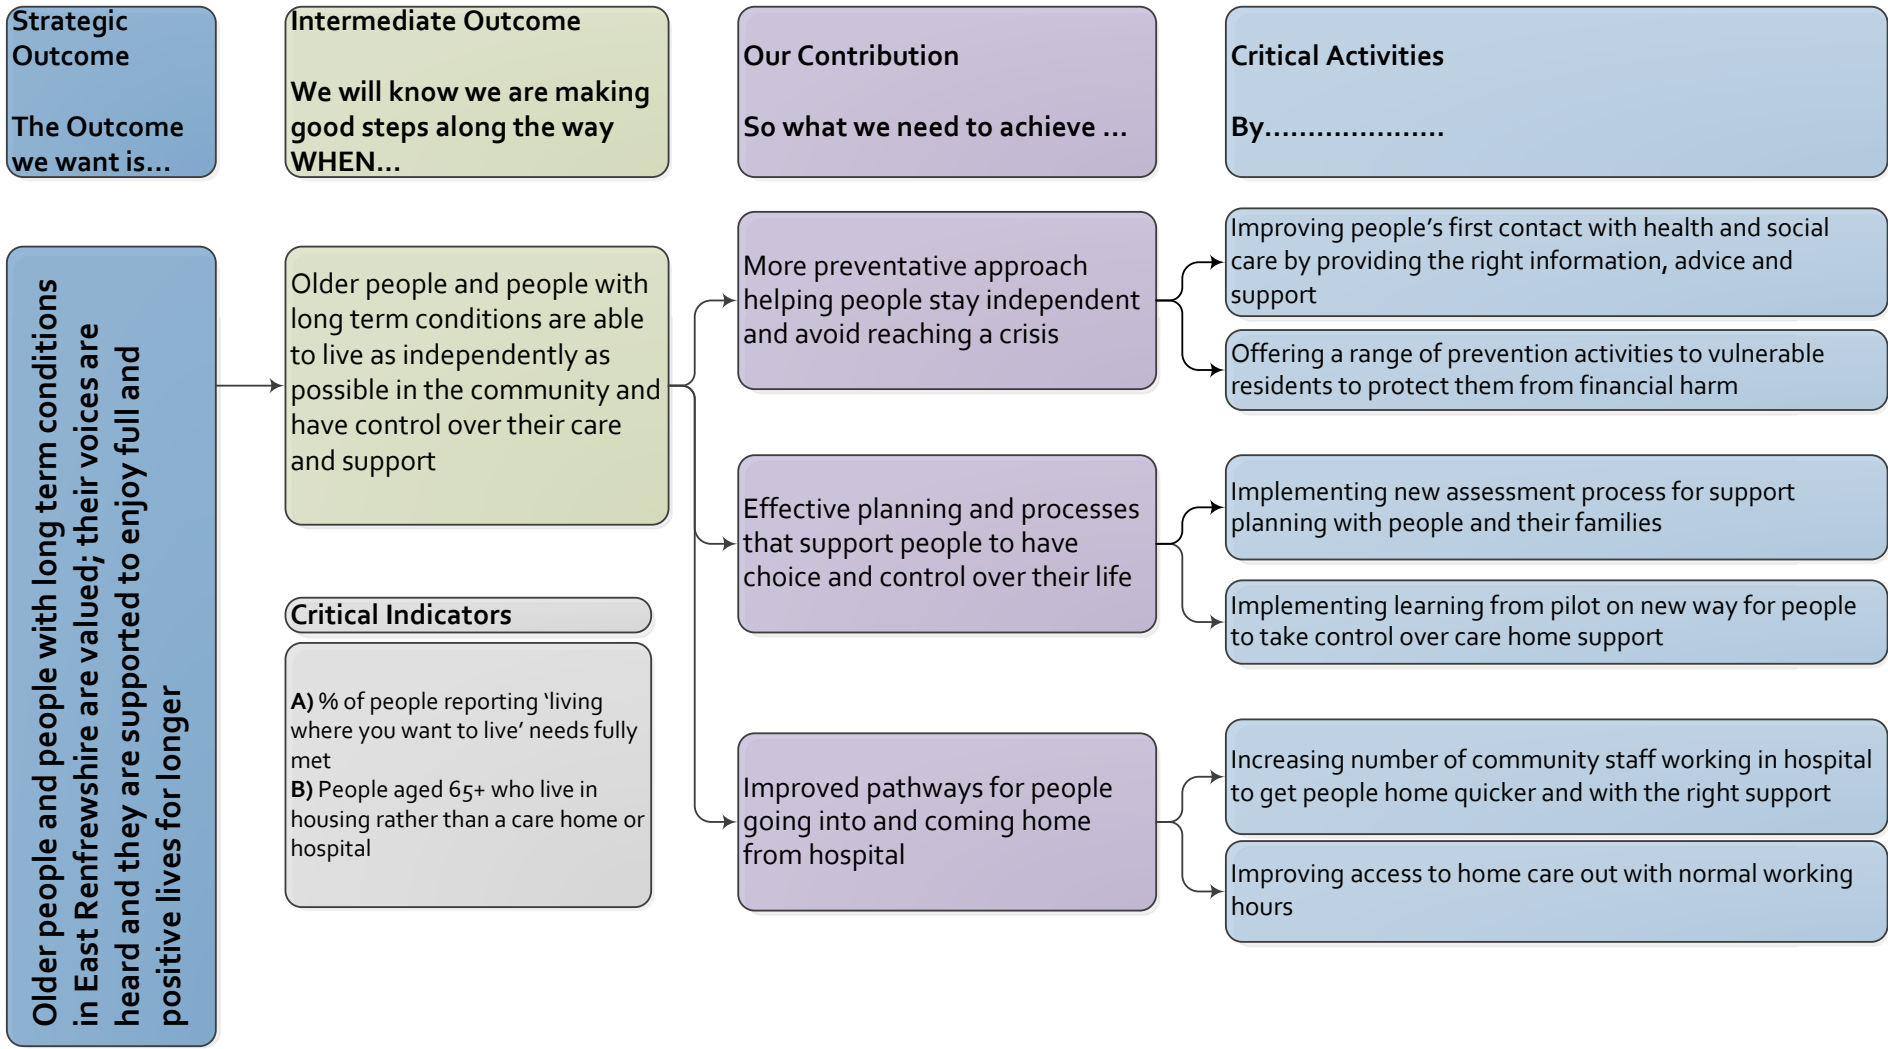 Strategic
Outcome
The Outcome
we want is...
Intermediate Outcome
We will know we are making
good steps along the way
WHEN...
Our Contribution
So what we need to achieve ...
Critical Activities
By.....................
Older people and people with long term conditions
in East Renfrewshire are valued; their voices are
heard and they are supported to enjoy full and
positive lives for longer
Older people and people with
long term conditions are able
to live as independently as
possible in the community and
have control over their care
and support
Critical Indicators
A) % of people reporting ‘living
where you want to live’ needs fully
met
B) People aged 65+ who live in
housing rather than a care home or
hospital
More preventative approach
helping people stay independent
and avoid reaching a crisis
Effective planning and processes
that support people to have
choice and control over their life
Improved pathways for people
going into and coming home
from hospital
Improving people’s first contact with health and social
care by providing the right information, advice and
support
Offering a range of prevention activities to vulnerable
residents to protect them from financial harm
Implementing new assessment process for support
planning with people and their families
Implementing learning from pilot on new way for people
to take control over care home support
Increasing number of community staff working in hospital
to get people home quicker and with the right support
Improving access to home care out with normal working
hours